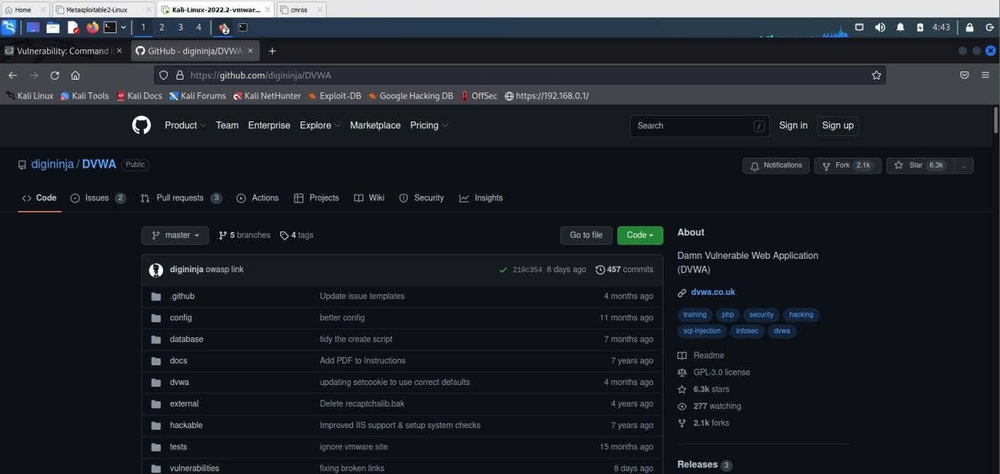 Home Metasploitable2-Linux Kali-Linux-2022.2-vmwar... cmros
1 2 3 4 2 4:43
Vulnerability: Command I GitHub - digininja/DVWA:
https://github.com/digininja/DVWA
Kali Linux Kali Tools Kali Docs Kali Forums Kali NetHunter Exploit-DB Google Hacking DB OffSec https://192.168.0.1/
Product Team Enterprise Explore Marketplace Pricing Search / Sign in Sign up
digininja / DVWA Public Notifications Fork 2.1k Star 6.3k
<> Code Issues 2 Pull requests 3 Actions Projects Wiki Security Insights
master 5 branches 4 tags Go to file Code
digininja owasp link 210c354 8 days ago 457 commits
.github Update issue templates 4 months ago
config better config 11 months ago
database tidy the create script 7 months ago
docs Add PDF to Instructions 7 years ago
dvwa updating setcookie to use correct defaults 4 months ago
external Delete recaptchalib.bak 4 years ago
hackable Improved IIS support & setup system checks 7 years ago
tests ignore vmware site 15 months ago
vulnerabilities fixing broken links 8 days ago
About
Damn Vulnerable Web Application
(DVWA)
dvwa.co.uk
training php security hacking
sql-injection infosec dvwa
Readme
GPL-3.0 license
6.3k stars
277 watching
2.1k forks
Releases 3